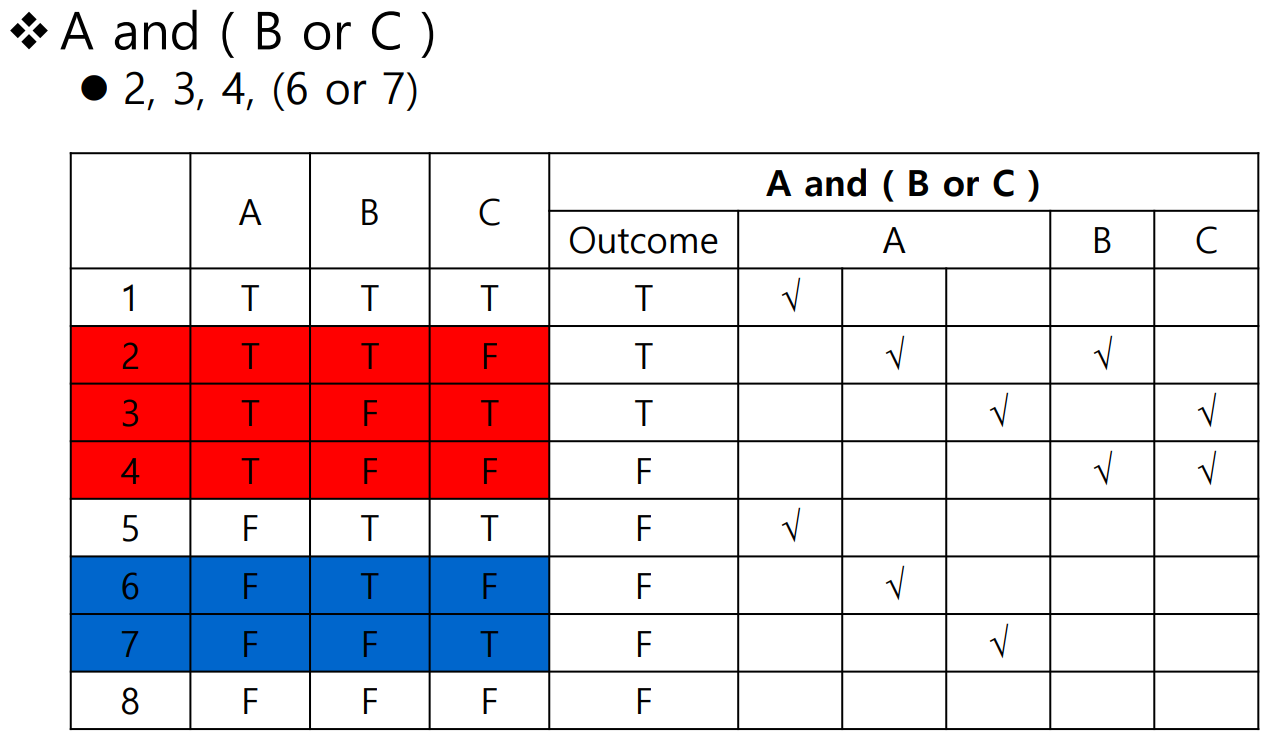 ❖ A and ( B or C )
● 2, 3, 4, (6 or 7)
A B C A and ( B or C )
Outcome A B C
1 T T T T √
2 T T F T √ √
3 T F T T √ √
4 T F F F √ √
5 F T T F √
6 F T F F √
7 F F T F √
8 F F F F